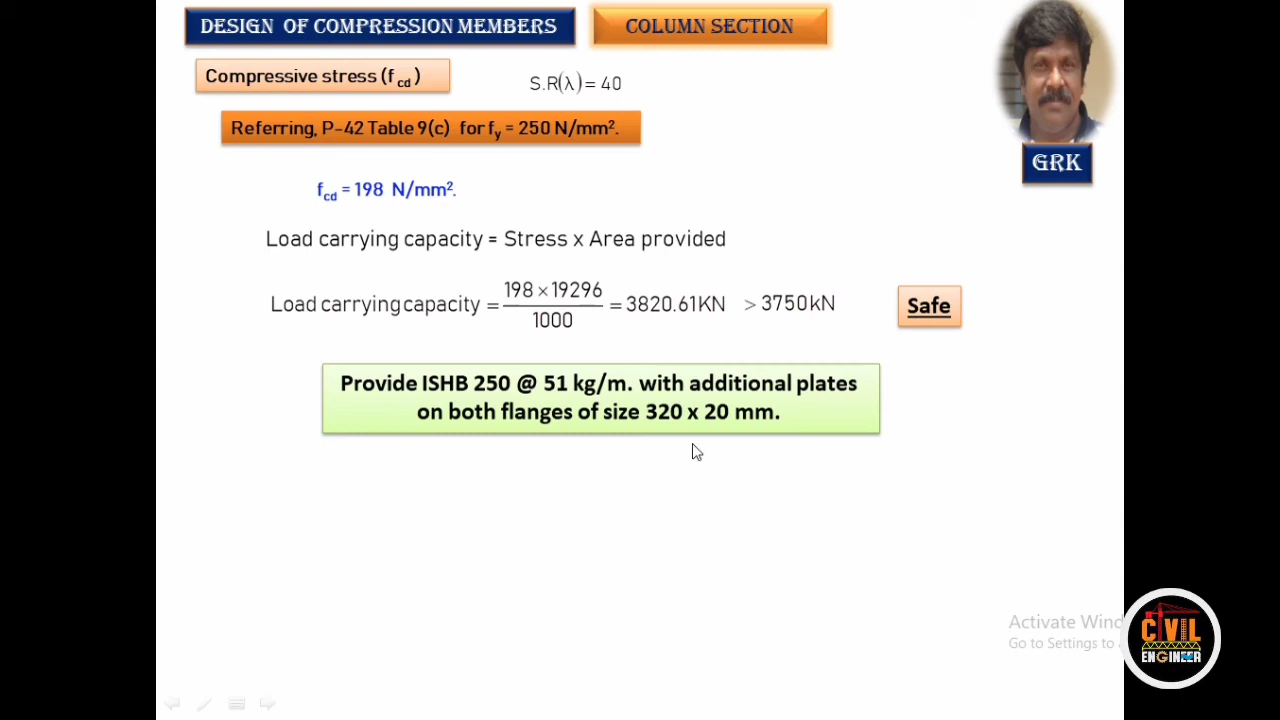 DESIGN OF COMPRESSION MEMBERS
COLUMN SECTION
Compressive stress (f cd )
S.R(λ) = 40
Referring, P-42 Table 9(c) for fy = 250 N/mm².
GRK
fcd = 198 N/mm².
Load carrying capacity = Stress x Area provided
Load carrying capacity = 198 × 19296 / 1000 = 3820.61KN > 3750kN
Safe
Provide ISHB 250 @ 51 kg/m. with additional plates
on both flanges of size 320 x 20 mm.
Activate Wind
Go to Settings to
CIVIL
ENGINEER